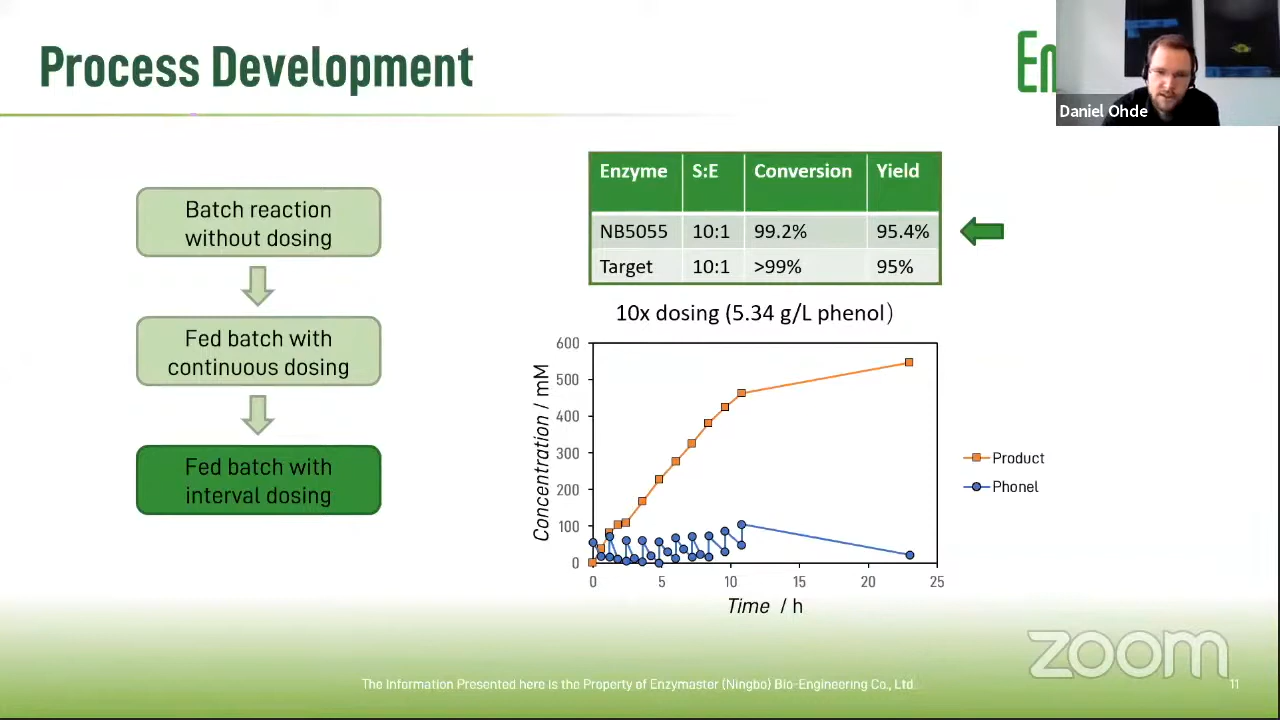 Process Development
En
Daniel Ohde
Batch reaction
without dosing
Fed batch with
continuous dosing
Fed batch with
interval dosing
Enzyme S:E Conversion Yield
NB5055 10:1 99.2% 95.4%
Target 10:1 >99% 95%
10x dosing (5.34 g/L phenol)
600
500
400
300
200
100
0
Concentration / mM
0 5 10 15 20 25
Time / h
Product
Phonel
zoom
The Information Presented here is the Property of Enzymaster (Ningbo) Bio-Engineering Co., Ltd.
11